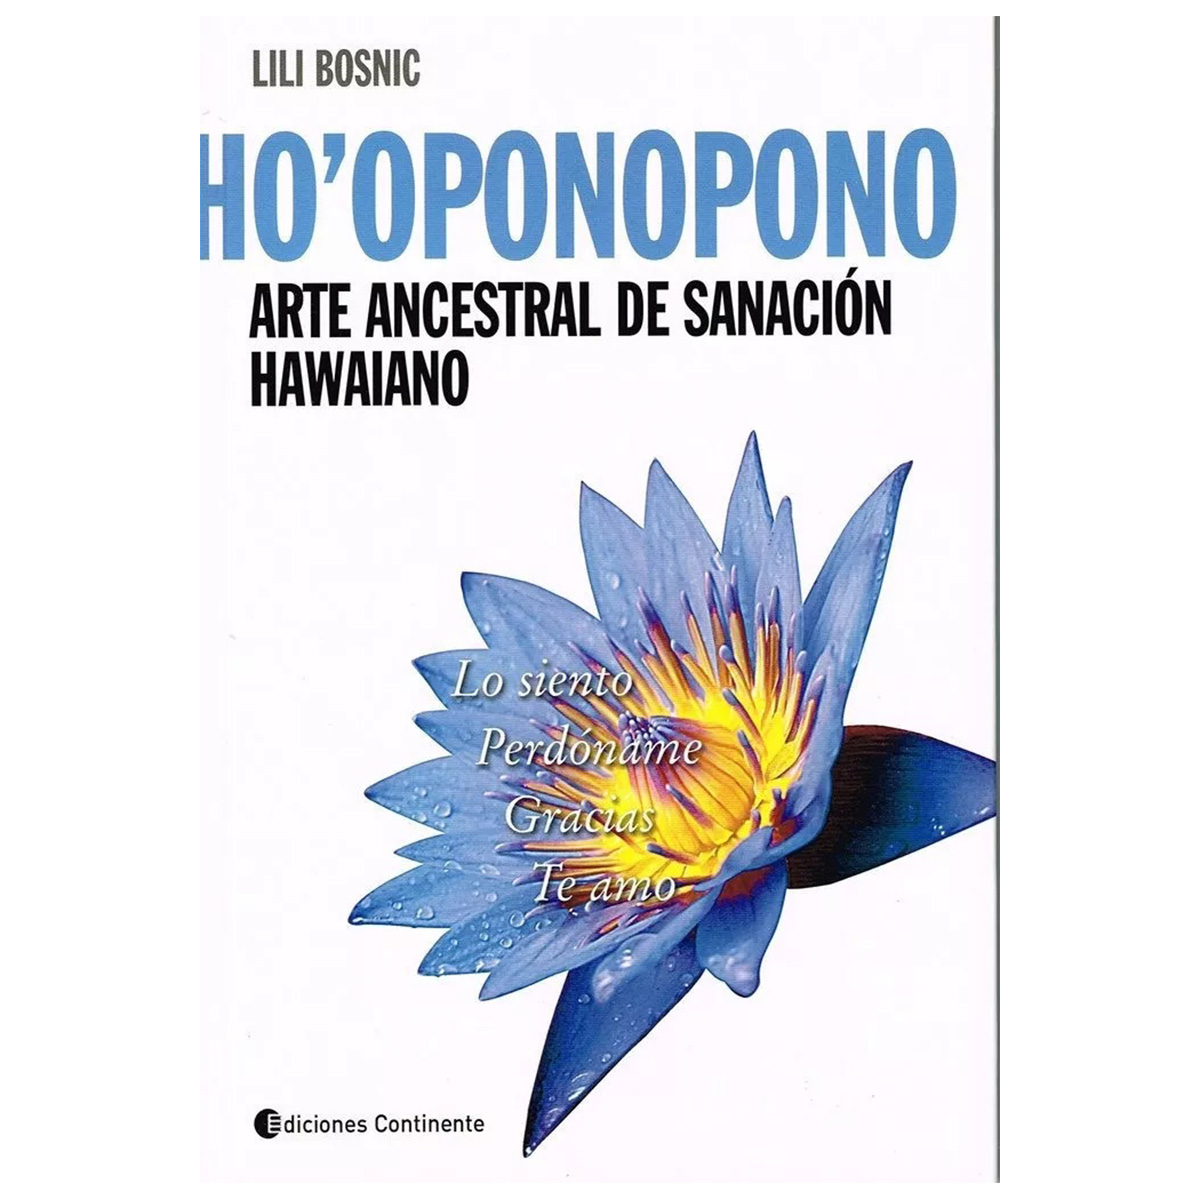 LILI BOSNIC
HO’OPONOPONO
ARTE ANCESTRAL DE SANACIÓN
HAWAIANO
Lo siento
Perdóname
Gracias
Te amo
Ediciones Continente